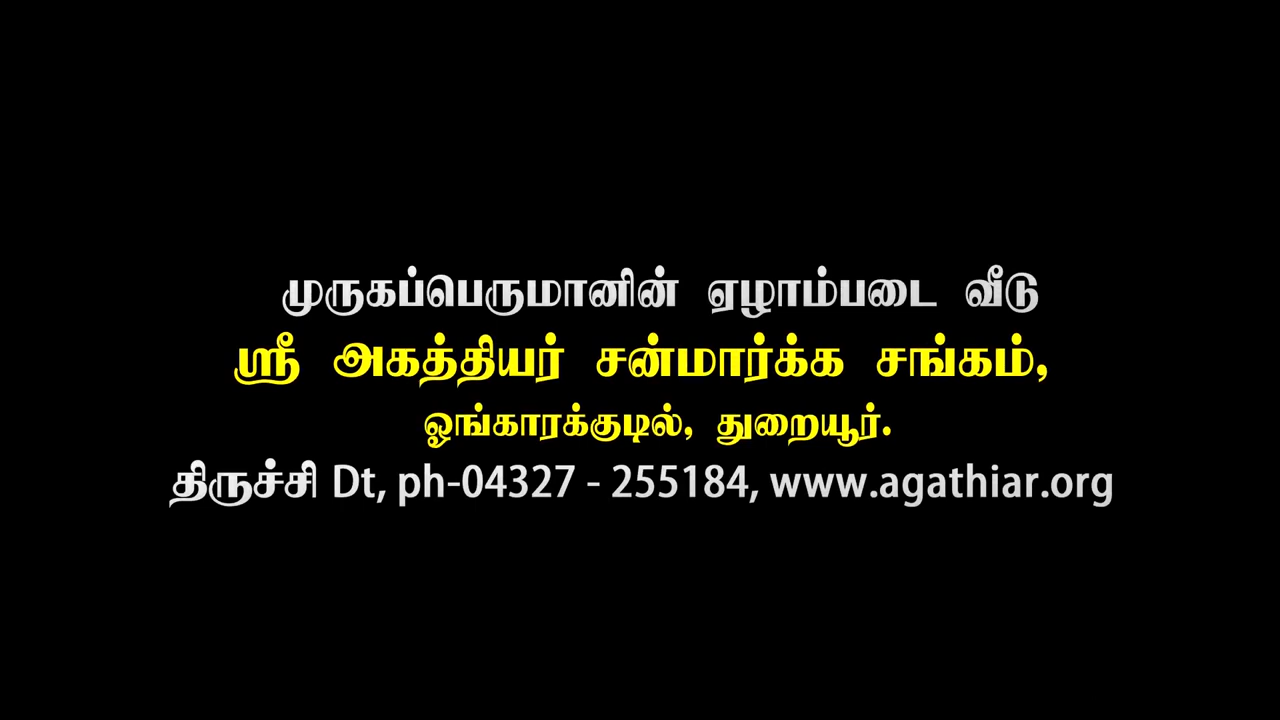 முருகப்பெருமானின் ஏழாம்படை வீடு
ஸ்ரீ அகத்தியர் சன்மார்க்க சங்கம்,
ஓங்காரக்குடில், துறையூர்.
திருச்சி Dt, ph-04327 - 255184, www.agathiar.org